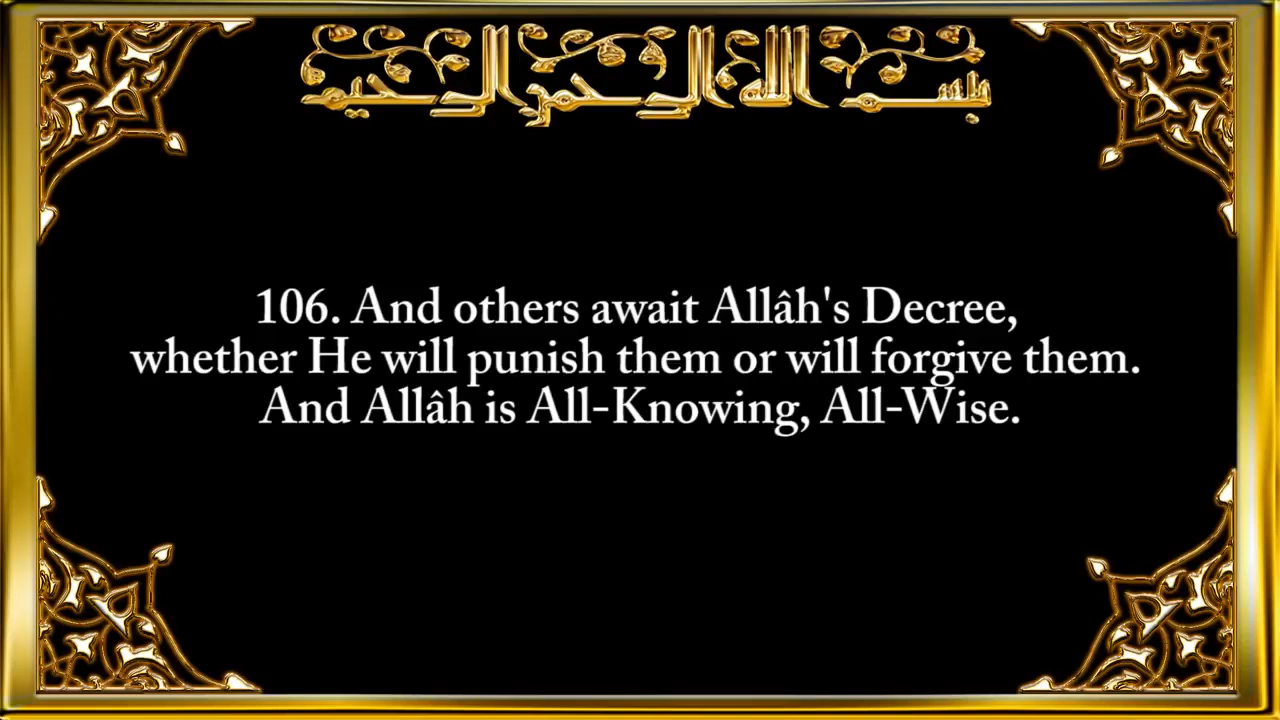 بسم الله الرحمن الرحيم
106. And others await Allâh's Decree,
whether He will punish them or will forgive them.
And Allâh is All-Knowing, All-Wise.